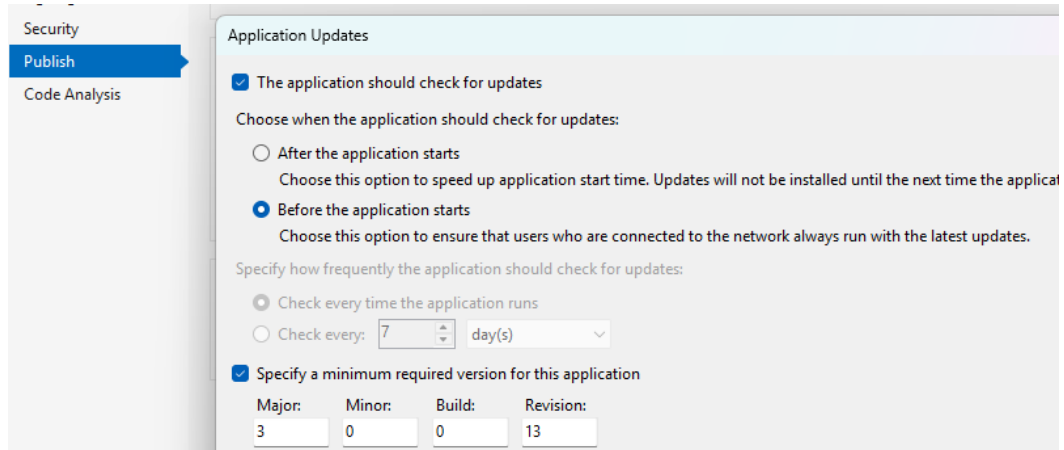 Security
Publish
Code Analysis
Application Updates
The application should check for updates
Choose when the application should check for updates:
After the application starts
Choose this option to speed up application start time. Updates will not be installed until the next time the
Before the application starts
Choose this option to ensure that users who are connected to the network always run with the latest updates.
Specify how frequently the application should check for updates:
Check every time the application runs
Check every: 7 day(s)
Specify a minimum required version for this application
Major: Minor: Build: Revision:
3 0 0 13